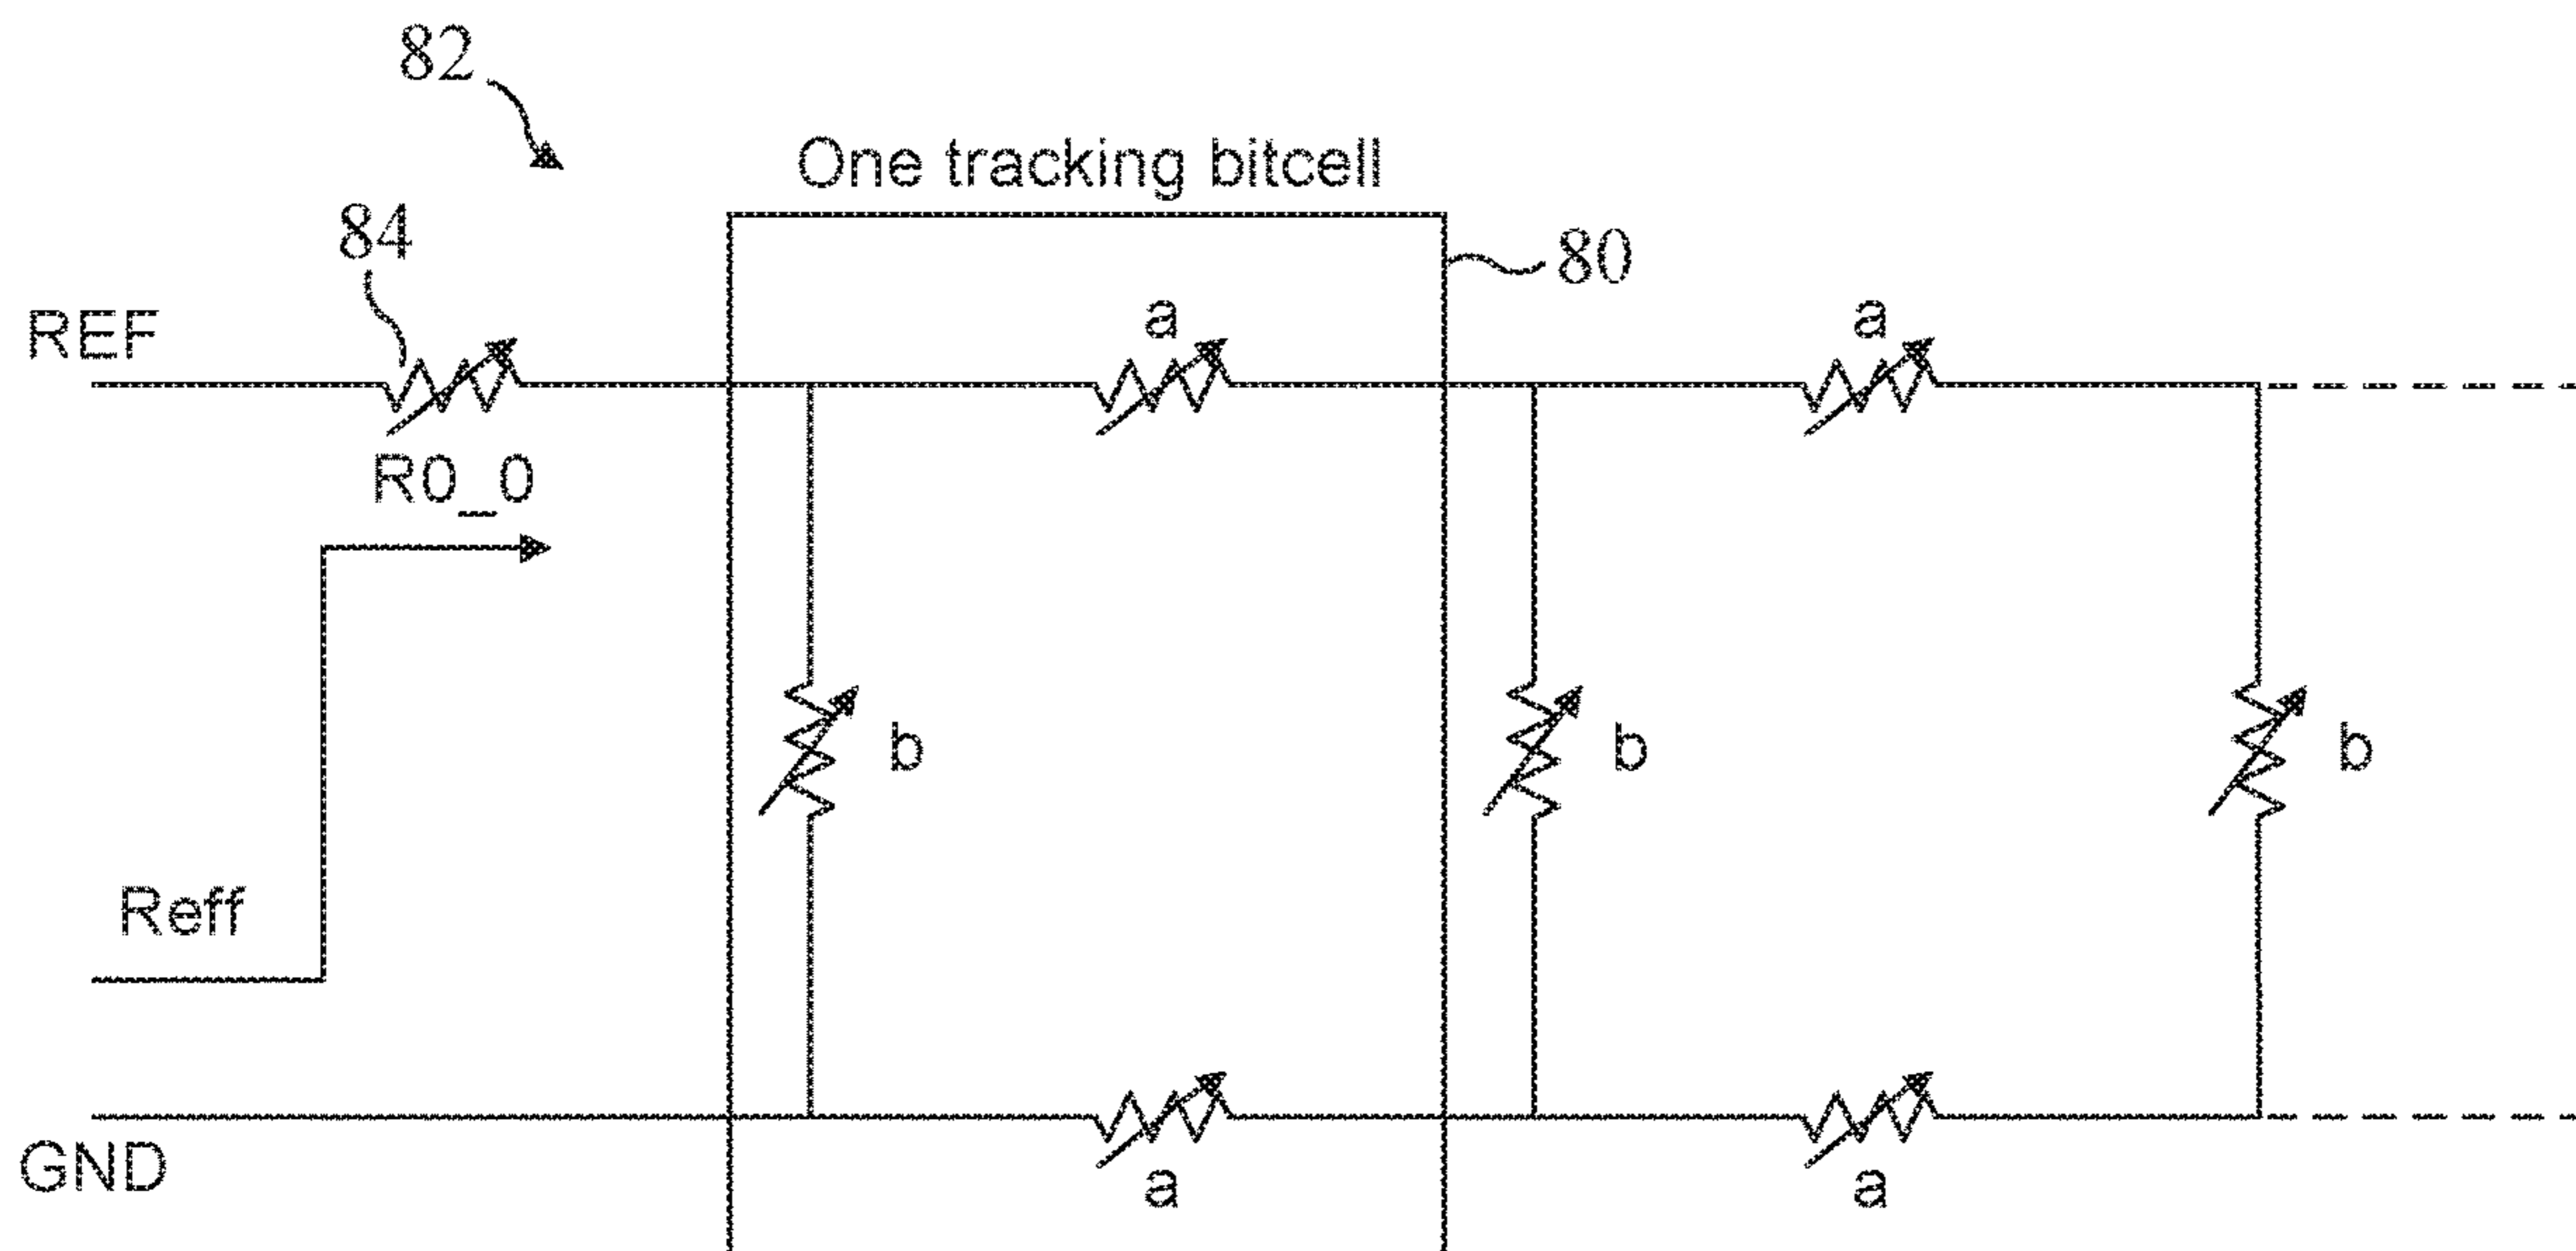 82
One tracking bitcell
84
80
REF
a
a
R0_0
b
b
b
Reff
GND
a
a